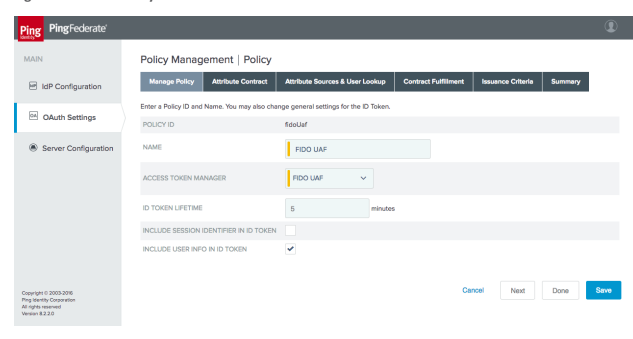 Ping
Identity
PingFederate®
MAIN
IdP Configuration
OAuth Settings
Server Configuration
Copyright © 2003-2016
Ping Identity Corporation
All rights reserved
Version 8.2.2.0
Policy Management | Policy
Manage Policy Attribute Contract Attribute Sources & User Lookup Contract Fulfillment Issuance Criteria Summary
Enter a Policy ID and Name. You may also change general settings for the ID Token.
POLICY ID fidoUaf
NAME FIDO UAF
ACCESS TOKEN MANAGER FIDO UAF
ID TOKEN LIFETIME 5 minutes
INCLUDE SESSION IDENTIFIER IN ID TOKEN
INCLUDE USER INFO IN ID TOKEN
Cancel Next Done Save